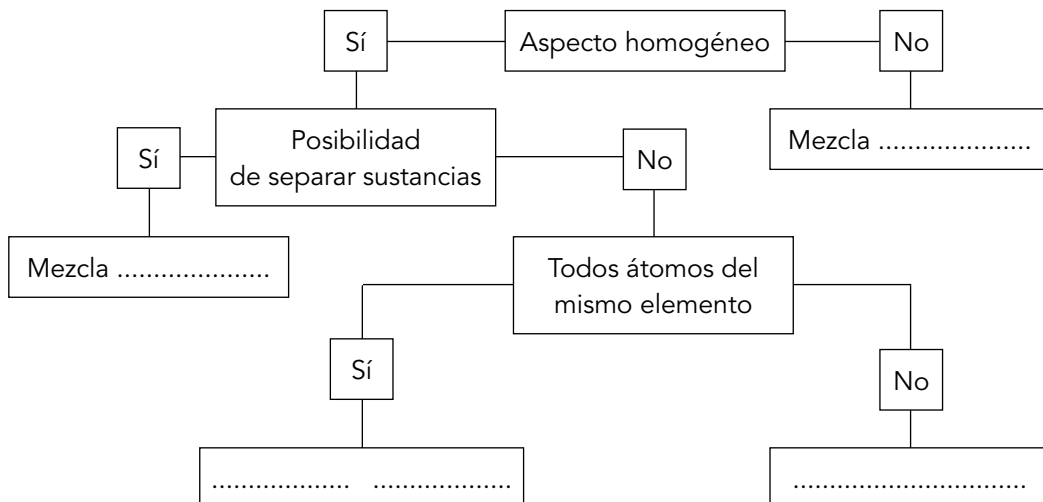 Sí
Aspecto homogéneo
No
Sí
Posibilidad
de separar sustancias
No
Mezcla .....................
Mezcla .....................
Todos átomos del
mismo elemento
Sí
No
................... ...................
................................